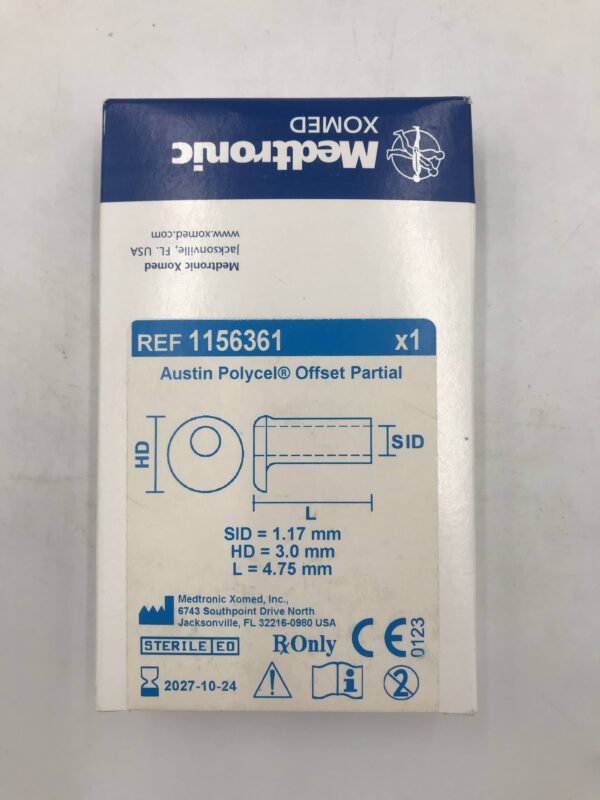 Medtronic
XOMED
Medtronic Xomed
Jacksonville, FL. USA
www.xomed.com
REF 1156361 x1
Austin Polycel® Offset Partial
HD
SID
L
SID = 1.17 mm
HD = 3.0 mm
L = 4.75 mm
Medtronic Xomed, Inc.,
6743 Southpoint Drive North
Jacksonville, FL 32216-0980 USA
STERILE EO
RxOnly
CE 0123
2027-10-24
2